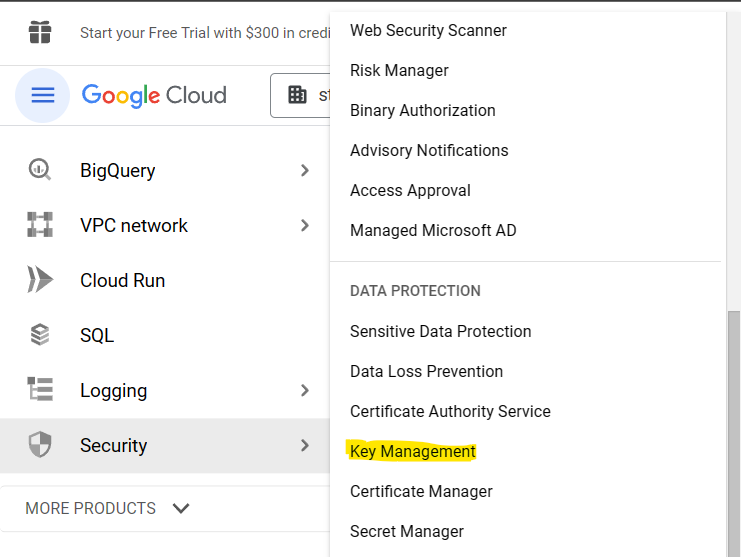 Start your Free Trial with $300 in credi
Google Cloud
st
BigQuery
VPC network
Cloud Run
SQL
Logging
Security
MORE PRODUCTS
Web Security Scanner
Risk Manager
Binary Authorization
Advisory Notifications
Access Approval
Managed Microsoft AD
DATA PROTECTION
Sensitive Data Protection
Data Loss Prevention
Certificate Authority Service
Key Management
Certificate Manager
Secret Manager